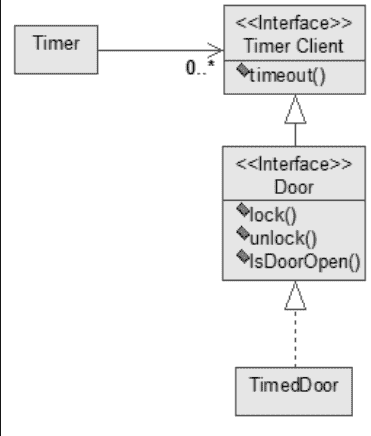 Timer
0..*
<<Interface>>
Timer Client
timeout()
<<Interface>>
Door
lock()
unlock()
IsDoorOpen()
TimedDoor